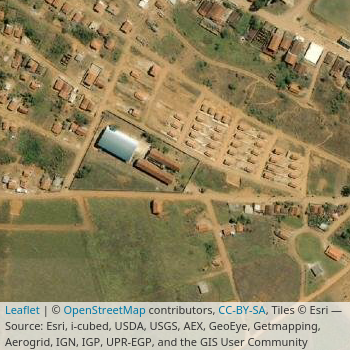 Leaflet | © OpenStreetMap contributors, CC-BY-SA, Tiles © Esri —
Source: Esri, i-cubed, USDA, USGS, AEX, GeoEye, Getmapping,
Aerogrid, IGN, IGP, UPR-EGP, and the GIS User Community